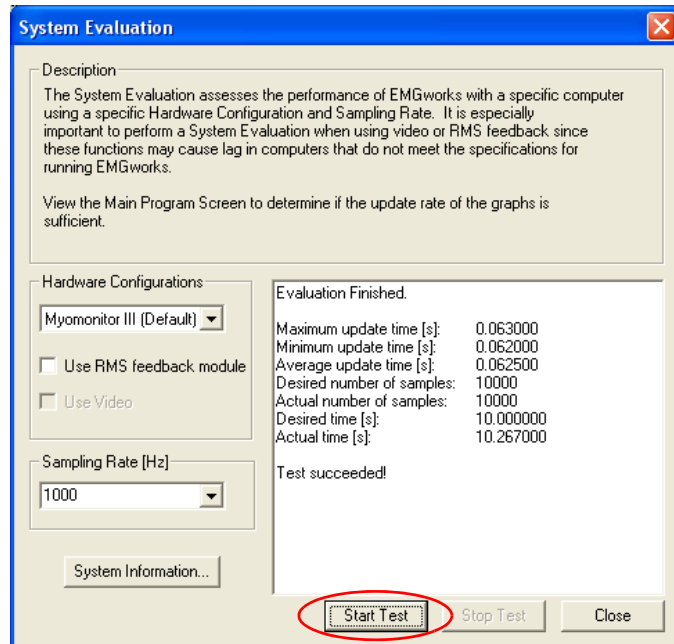 System Evaluation
Description
The System Evaluation assesses the performance of EMGworks with a specific computer
using a specific Hardware Configuration and Sampling Rate. It is especially
important to perform a System Evaluation when using video or RMS feedback since
these functions may cause lag in computers that do not meet the specifications for
running EMGworks.
View the Main Program Screen to determine if the update rate of the graphs is
sufficient.
Hardware Configurations
Myomonitor III (Default)
Use RMS feedback module
Use Video
Sampling Rate [Hz]
1000
System Information...
Evaluation Finished.
Maximum update time [s]: 0.063000
Minimum update time [s]: 0.062000
Average update time [s]: 0.062500
Desired number of samples: 10000
Actual number of samples: 10000
Desired time [s]: 10.000000
Actual time [s]: 10.267000
Test succeeded!
Start Test
Stop Test
Close